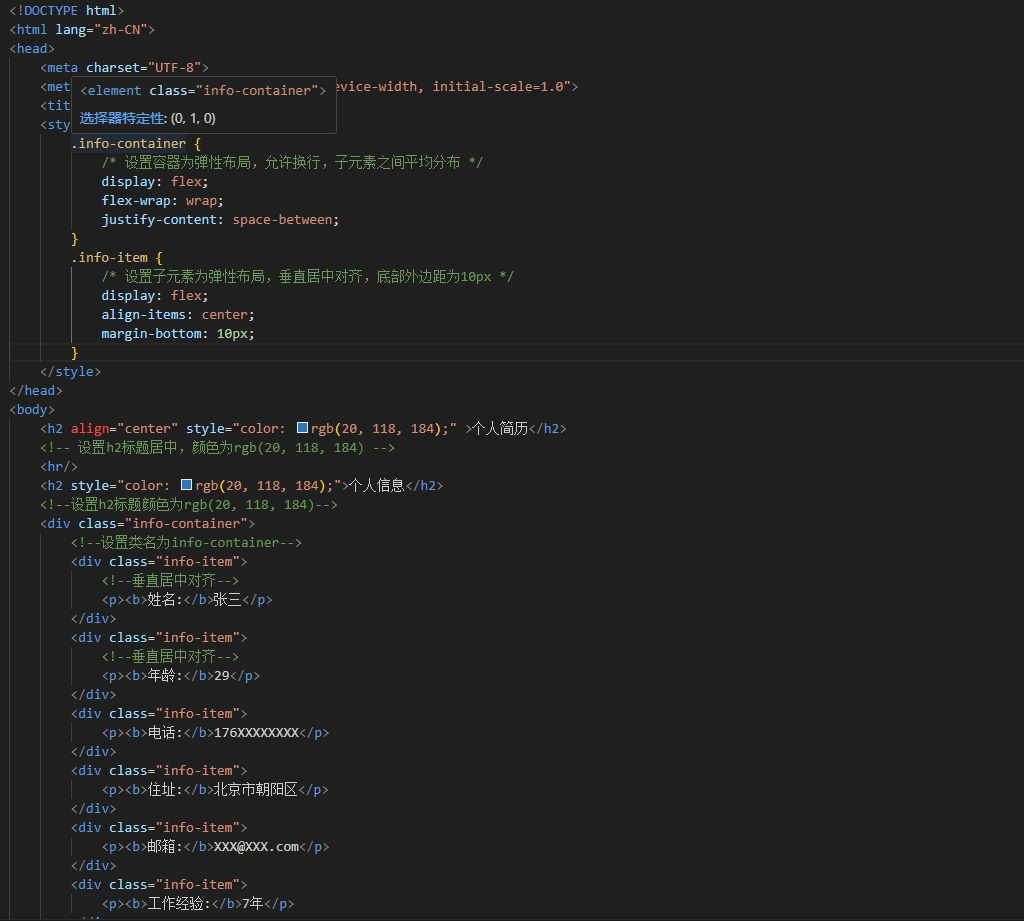 <!DOCTYPE html>
<html lang="zh-CN">
<head>
<meta charset="UTF-8">
<met
evice-width, initial-scale=1.0">
<element class="info-container">
<tit
选择器特定性: (0, 1, 0)
<sty
.info-container {
/* 设置容器为弹性布局，允许换行，子元素之间平均分布 */
display: flex;
flex-wrap: wrap;
justify-content: space-between;
}
.info-item {
/* 设置子元素为弹性布局，垂直居中对齐，底部外边距为10px */
display: flex;
align-items: center;
margin-bottom: 10px;
}
</style>
</head>
<body>
<h2 align="center" style="color: rgb(20, 118, 184);" >个人简历</h2>
<!-- 设置h2标题居中，颜色为rgb(20, 118, 184) -->
<hr/>
<h2 style="color: rgb(20, 118, 184);">个人信息</h2>
<!--设置h2标题颜色为rgb(20, 118, 184)-->
<div class="info-container">
<!--设置类名为info-container-->
<div class="info-item">
<!--垂直居中对齐-->
<p><b>姓名:</b>张三</p>
</div>
<div class="info-item">
<!--垂直居中对齐-->
<p><b>年龄:</b>29</p>
</div>
<div class="info-item">
<p><b>电话:</b>176XXXXXXXX</p>
</div>
<div class="info-item">
<p><b>住址:</b>北京市朝阳区</p>
</div>
<div class="info-item">
<p><b>邮箱:</b>XXX@XXX.com</p>
</div>
<div class="info-item">
<p><b>工作经验:</b>7年</p>